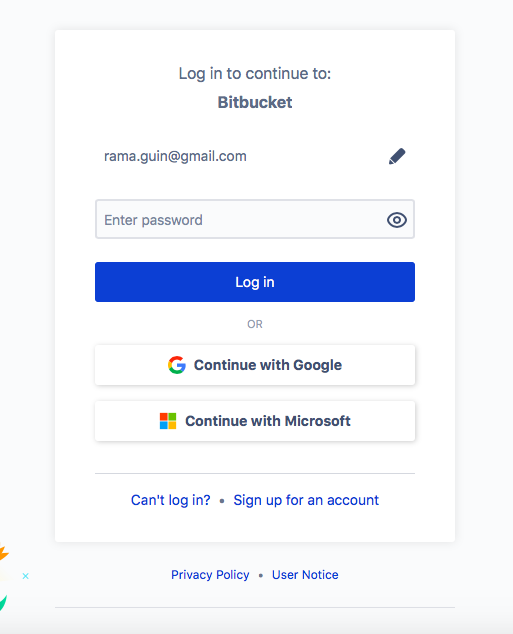 Log in to continue to:
Bitbucket
rama.guin@gmail.com
Enter password
Log in
OR
Continue with Google
Continue with Microsoft
Can't log in? • Sign up for an account
Privacy Policy • User Notice